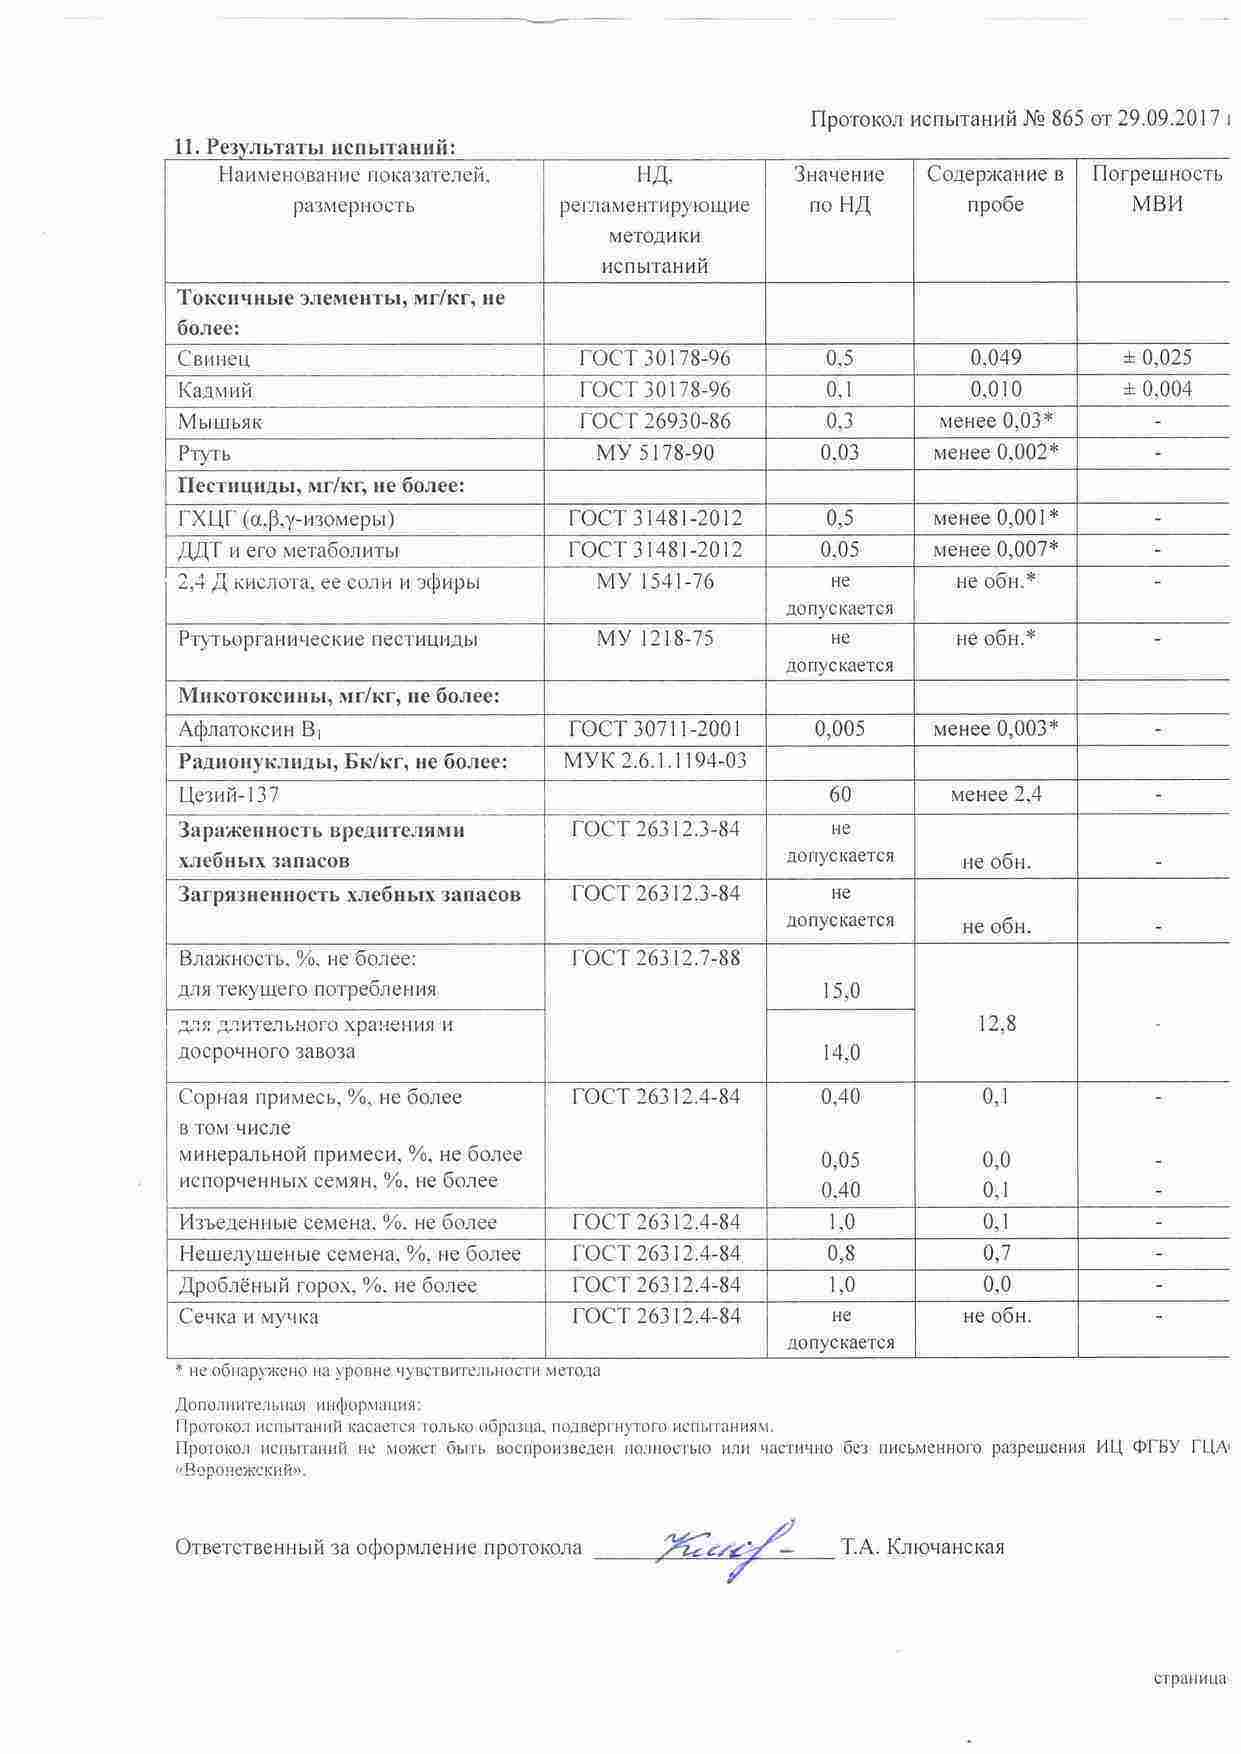 Протокол испытаний № 865 от 29.09.2017 г
11. Результаты испытаний:
Наименование показателей, размерность | НД, регламентирующие методики испытаний | Значение по НД | Содержание в пробе | Погрешность МВИ
Токсичные элементы, мг/кг, не более:
Свинец | ГОСТ 30178-96 | 0,5 | 0,049 | ± 0,025
Кадмий | ГОСТ 30178-96 | 0,1 | 0,010 | ± 0,004
Мышьяк | ГОСТ 26930-86 | 0,3 | менее 0,03* | -
Ртуть | МУ 5178-90 | 0,03 | менее 0,002* | -
Пестициды, мг/кг, не более:
ГХЦГ (α,β,γ-изомеры) | ГОСТ 31481-2012 | 0,5 | менее 0,001* | -
ДДТ и его метаболиты | ГОСТ 31481-2012 | 0,05 | менее 0,007* | -
2,4 Д кислота, ее соли и эфиры | МУ 1541-76 | не допускается | не обн.* | -
Ртутьорганические пестициды | МУ 1218-75 | не допускается | не обн.* | -
Микотоксины, мг/кг, не более:
Афлатоксин В₁ | ГОСТ 30711-2001 | 0,005 | менее 0,003* | -
Радионуклиды, Бк/кг, не более: | МУК 2.6.1.1194-03
Цезий-137 | 60 | менее 2,4 | -
Зараженность вредителями хлебных запасов | ГОСТ 26312.3-84 | не допускается | не обн. | -
Загрязненность хлебных запасов | ГОСТ 26312.3-84 | не допускается | не обн. | -
Влажность, %, не более: | ГОСТ 26312.7-88
для текущего потребления | 15,0
для длительного хранения и досрочного завоза | 14,0 | 12,8 | -
Сорная примесь, %, не более | ГОСТ 26312.4-84 | 0,40 | 0,1 | -
в том числе
минеральной примеси, %, не более | 0,05 | 0,0 | -
испорченных семян, %, не более | 0,40 | 0,1 | -
Изъеденные семена, %, не более | ГОСТ 26312.4-84 | 1,0 | 0,1 | -
Нешелушеные семена, %, не более | ГОСТ 26312.4-84 | 0,8 | 0,7 | -
Дроблёный горох, %, не более | ГОСТ 26312.4-84 | 1,0 | 0,0 | -
Сечка и мучка | ГОСТ 26312.4-84 | не допускается | не обн. | -
* не обнаружено на уровне чувствительности метода
Дополнительная информация:
Протокол испытаний касается только образца, подвергнутого испытаниям.
Протокол испытаний не может быть воспроизведен полностью или частично без письменного разрешения ИЦ ФГБУ ГЦА
«Воронежский».
Ответственный за оформление протокола Т.А. Ключанская
страница